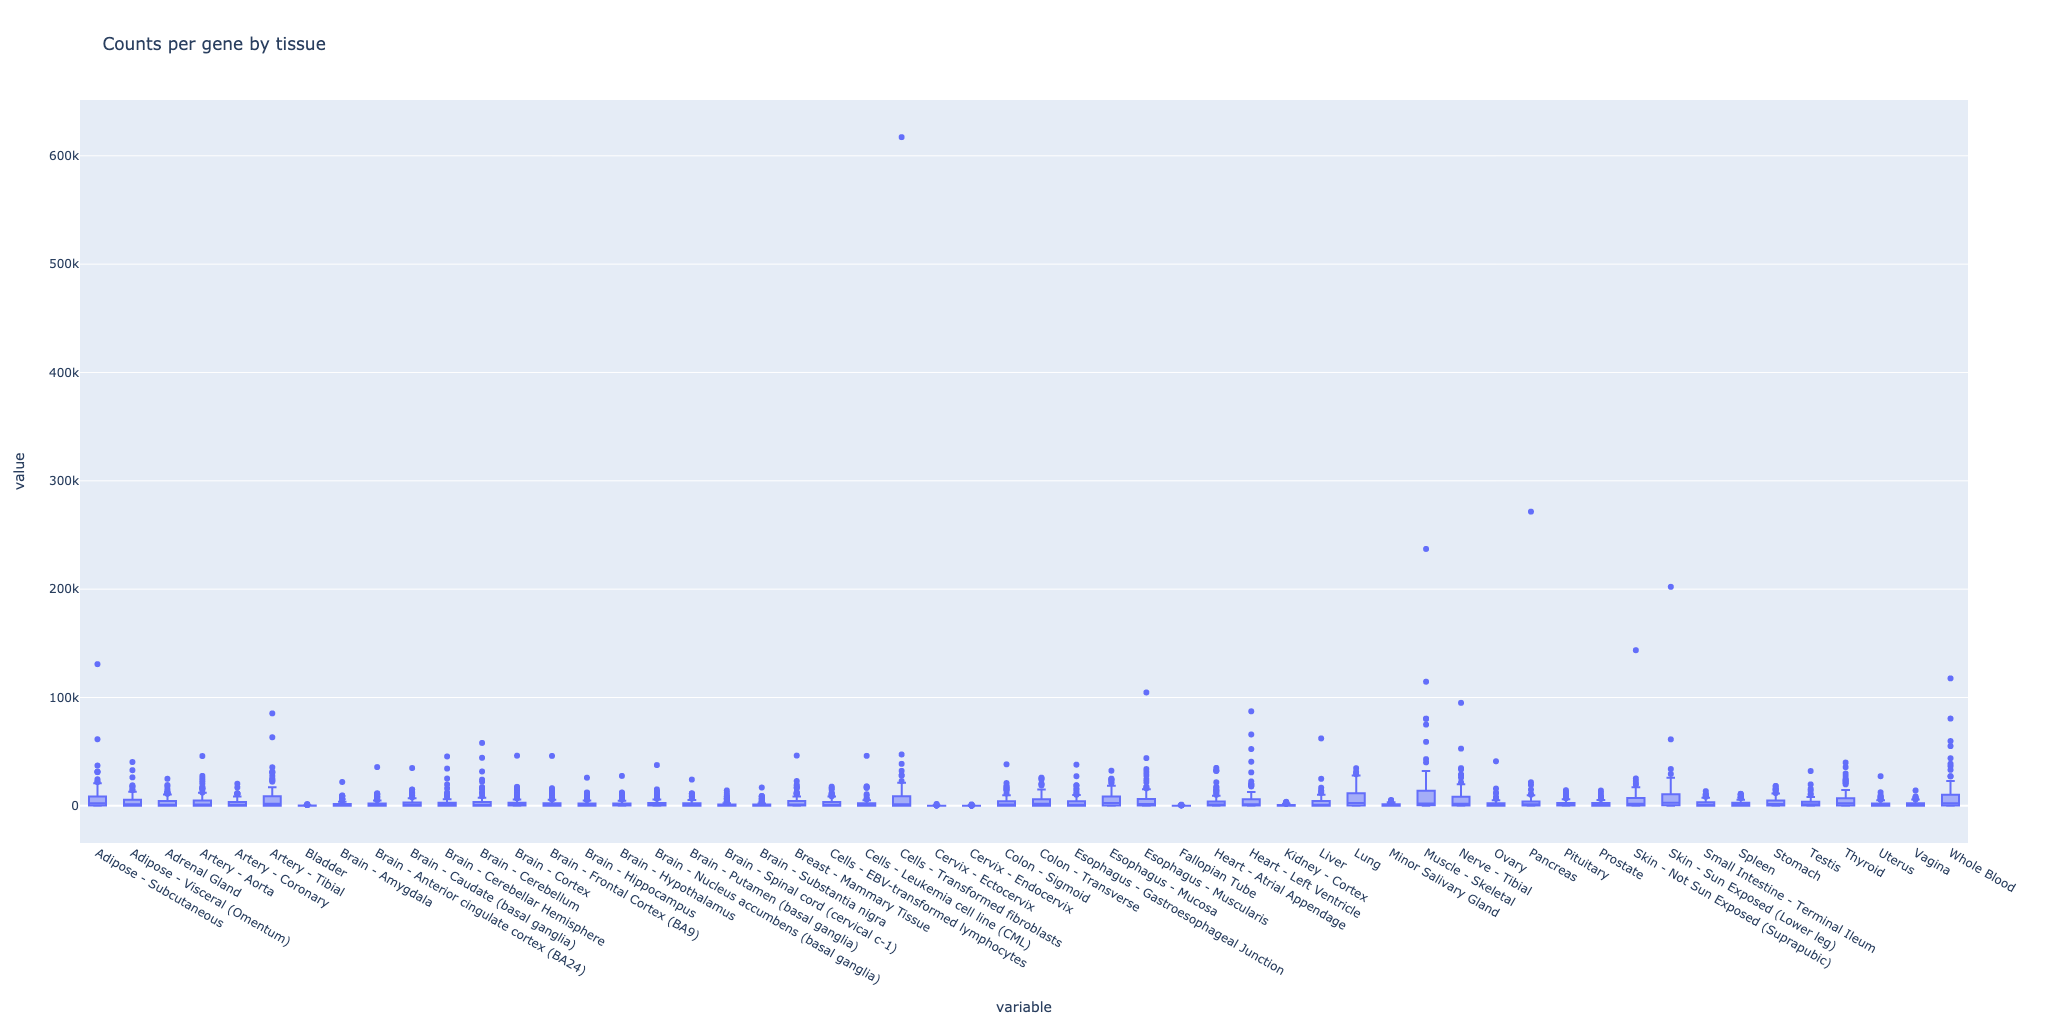 Counts per gene by tissue
600k
500k
400k
300k
200k
100k
0
value
Adipose - Subcutaneous
Adipose - Visceral (Omentum)
Adrenal Gland
Artery - Aorta
Artery - Coronary
Artery - Tibial
Bladder
Brain - Amygdala
Brain - Anterior cingulate cortex (BA24)
Brain - Caudate (basal ganglia)
Brain - Cerebellar Hemisphere
Brain - Cerebellum
Brain - Cortex
Brain - Frontal Cortex (BA9)
Brain - Hippocampus
Brain - Hypothalamus
Brain - Nucleus accumbens (basal ganglia)
Brain - Putamen (basal ganglia)
Brain - Spinal cord (cervical c-1)
Brain - Substantia nigra
Breast - Mammary Tissue
Cells - EBV-transformed lymphocytes
Cells - Leukemia cell line (CML)
Cells - Transformed fibroblasts
Cervix - Ectocervix
Cervix - Endocervix
Colon - Sigmoid
Colon - Transverse
Esophagus - Gastroesophageal Junction
Esophagus - Mucosa
Esophagus - Muscularis
Fallopian Tube
Heart - Atrial Appendage
Heart - Left Ventricle
Kidney - Cortex
Liver
Lung
Minor Salivary Gland
Muscle - Skeletal
Nerve - Tibial
Ovary
Pancreas
Pituitary
Prostate
Skin - Not Sun Exposed (Suprapubic)
Skin - Sun Exposed (Lower leg)
Small Intestine - Terminal Ileum
Spleen
Stomach
Testis
Thyroid
Uterus
Vagina
Whole Blood
variable